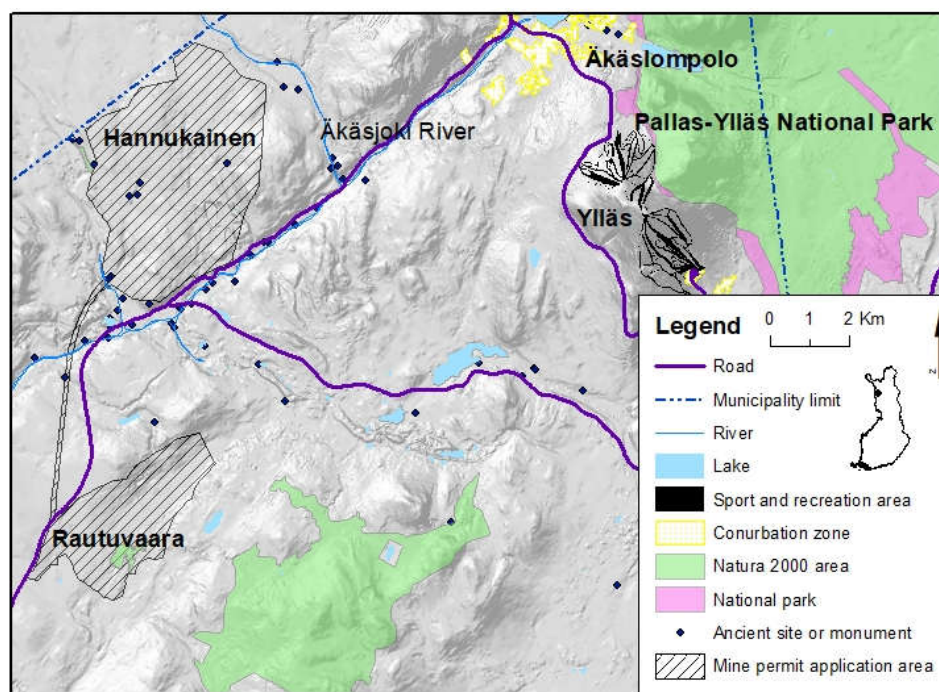 Äkäslompolo
Hannukainen
Äkäsjoki River
Pallas-Ylläs National Park
Ylläs
Rautuvaara
Legend
0 1 2 Km
Road
Municipality limit
River
Lake
Sport and recreation area
Conurbation zone
Natura 2000 area
National park
Ancient site or monument
Mine permit application area
N